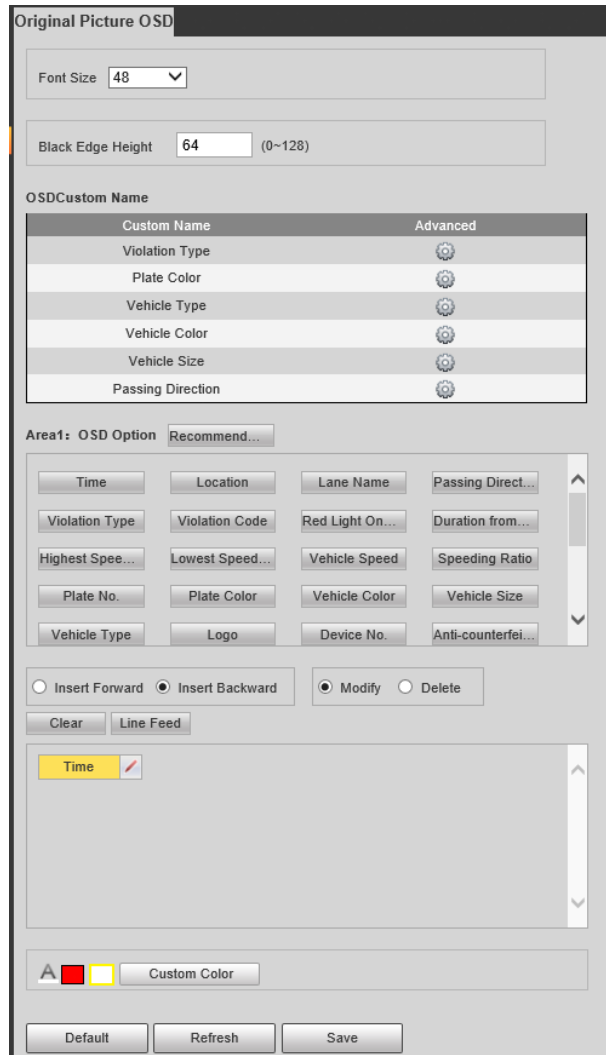 Original Picture OSD
Font Size 48
Black Edge Height 64 (0~128)
OSDCustom Name
Custom Name Advanced
Violation Type
Plate Color
Vehicle Type
Vehicle Color
Vehicle Size
Passing Direction
Area1: OSD Option Recommend...
Time Location Lane Name Passing Direct...
Violation Type Violation Code Red Light On... Duration from...
Highest Spee... Lowest Speed... Vehicle Speed Speeding Ratio
Plate No. Plate Color Vehicle Color Vehicle Size
Vehicle Type Logo Device No. Anti-counterfei...
Insert Forward Insert Backward Modify Delete
Clear Line Feed
Time
A Custom Color
Default Refresh Save